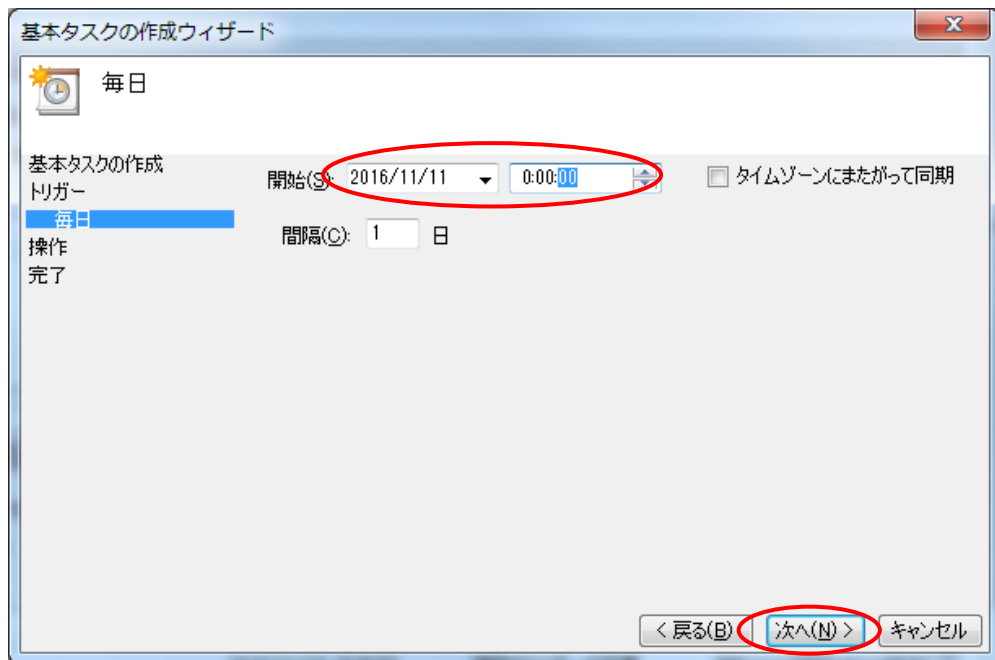 基本タスクの作成ウィザード
毎日
基本タスクの作成
トリガー
毎日
操作
完了
開始(S): 2016/11/11 0:00:00 タイムゾーンにまたがって同期
間隔(C): 1 日
< 戻る(B) 次へ(N) > キャンセル